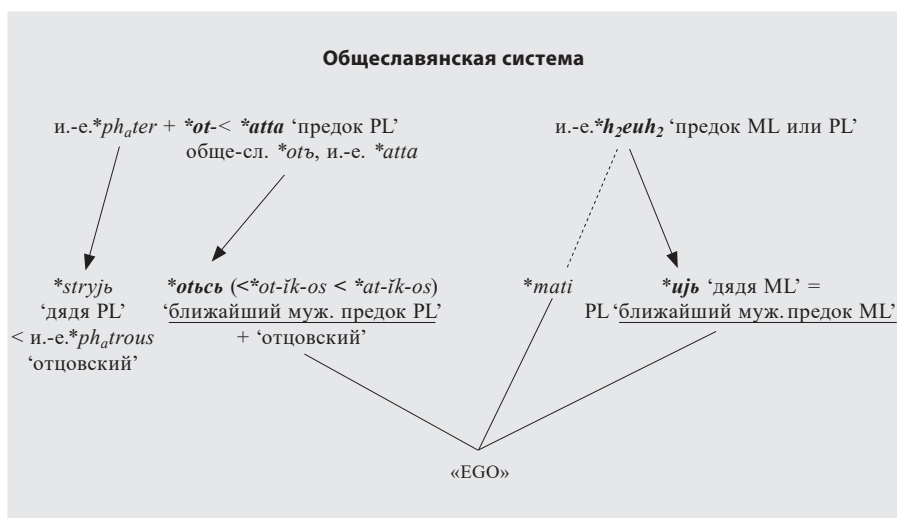 Общеславянская система
и.-е.*phₐter + *ot-< *atta ‘предок PL’
обще-сл. *otъ, и.-е. *atta
и.-е.*h₂euh₂ ‘предок ML или PL’
*stryjь
‘дядя PL’
< и.-е.*phₐtrous
‘отцовский’
*otьcь (<*ot-ĭk-os < *at-ĭk-os)
‘ближайший муж. предок PL’
+ ‘отцовский’
*mati
*ujь ‘дядя ML’ =
PL ‘ближайший муж. предок ML’
«EGO»